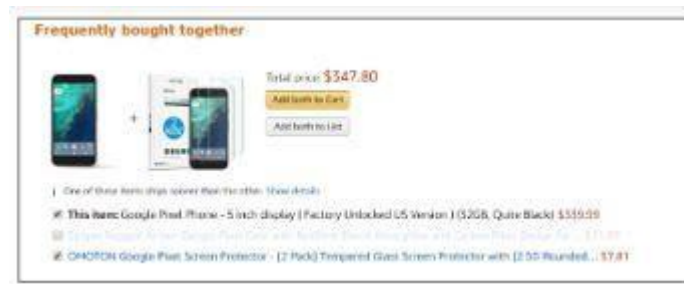 Frequently bought together
Total price: $347.80
Add both to Cart
Add both to List
One of these items ships sooner than the other. Show details
This item: Google Pixel Phone - 5 inch display ( Factory Unlocked US Version ) (32GB, Quite Black) $339.99
OMOTON Google Pixel Screen Protector - [2 Pack] Tempered Glass Screen Protector with [2.5D Rounded... $7.81